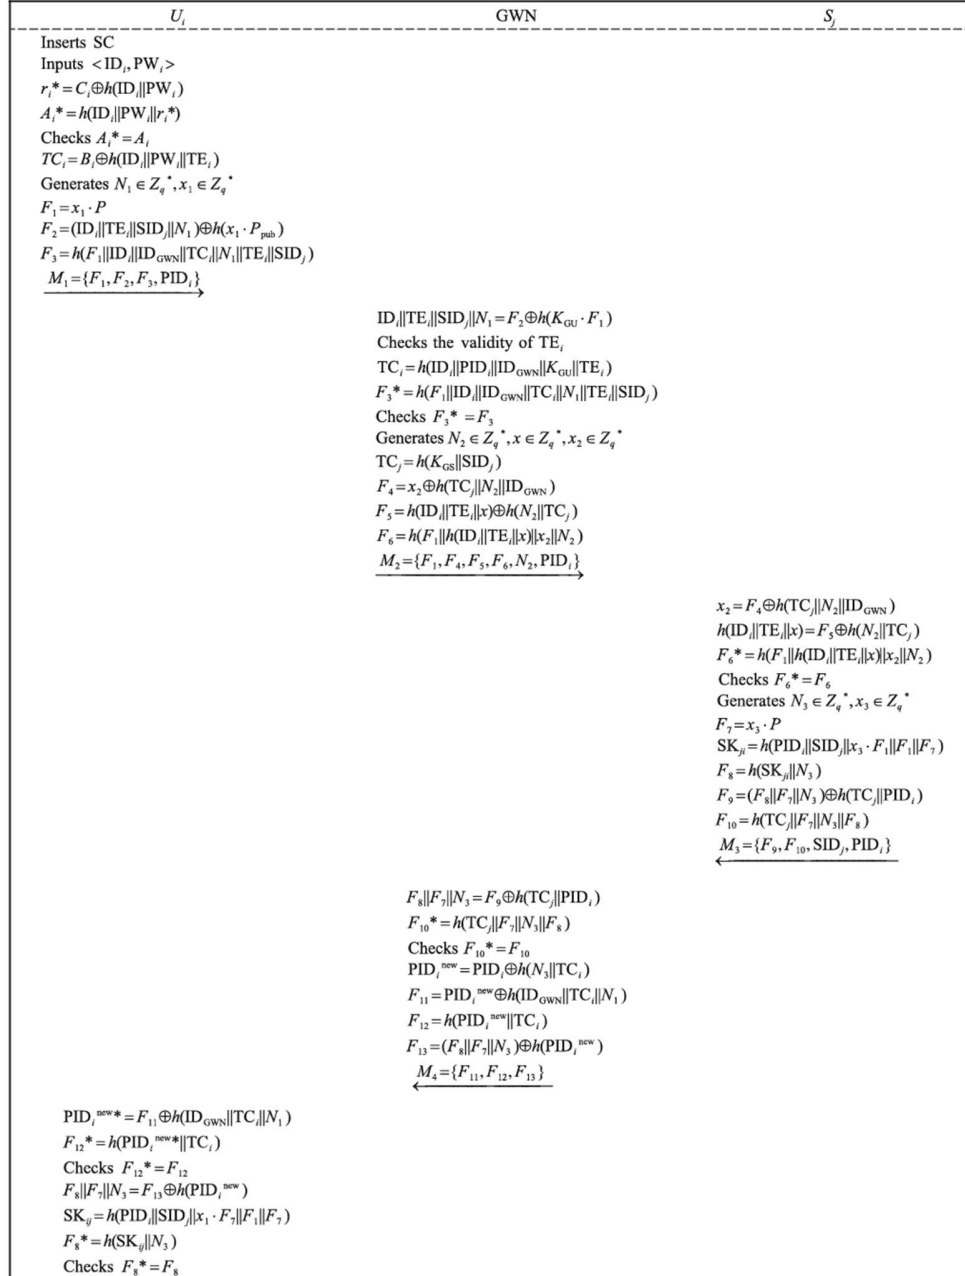 U_i GWN S_j
Inserts SC
Inputs <ID_i, PW_i>
r_i*=C_i⊕h(ID_i||PW_i)
A_i*=h(ID_i||PW_i||r_i*)
Checks A_i*=A_i
TC_i=B_i⊕h(ID_i||PW_i||TE_i)
Generates N_1∈Z_q*, x_1∈Z_q*
F_1=x_1·P
F_2=(ID_i||TE_i||SID_j||N_1)⊕h(x_1·P_pub)
F_3=h(F_1||ID_i||ID_GWN||TC_i||N_1||TE_i||SID_j)
M_1={F_1, F_2, F_3, PID_i}
ID_i||TE_i||SID_j||N_1=F_2⊕h(K_GU·F_1)
Checks the validity of TE_i
TC_i=h(ID_i||PID_i||ID_GWN||K_GU||TE_i)
F_3*=h(F_1||ID_i||ID_GWN||TC_i||N_1||TE_i||SID_j)
Checks F_3*=F_3
Generates N_2∈Z_q*, x∈Z_q*, x_2∈Z_q*
TC_j=h(K_GS||SID_j)
F_4=x_2⊕h(TC_j||N_2||ID_GWN)
F_5=h(ID_i||TE_i||x)⊕h(N_2||TC_j)
F_6=h(F_1||h(ID_i||TE_i||x)||x_2||N_2)
M_2={F_1, F_4, F_5, F_6, N_2, PID_i}
x_2=F_4⊕h(TC_j||N_2||ID_GWN)
h(ID_i||TE_i||x)=F_5⊕h(N_2||TC_j)
F_6*=h(F_1||h(ID_i||TE_i||x)||x_2||N_2)
Checks F_6*=F_6
Generates N_3∈Z_q*, x_3∈Z_q*
F_7=x_3·P
SK_ji=h(PID_i||SID_j||x_3·F_1||F_1||F_7)
F_8=h(SK_ji||N_3)
F_9=(F_8||F_7||N_3)⊕h(TC_j||PID_i)
F_10=h(TC_j||F_7||N_3||F_8)
M_3={F_9, F_10, SID_j, PID_i}
F_8||F_7||N_3=F_9⊕h(TC_j||PID_i)
F_10*=h(TC_j||F_7||N_3||F_8)
Checks F_10*=F_10
PID_i^new=PID_i⊕h(N_3||TC_i)
F_11=PID_i^new⊕h(ID_GWN||TC_i||N_1)
F_12=h(PID_i^new||TC_i)
F_13=(F_8||F_7||N_3)⊕h(PID_i^new)
M_4={F_11, F_12, F_13}
PID_i^new*=F_11⊕h(ID_GWN||TC_i||N_1)
F_12*=h(PID_i^new*||TC_i)
Checks F_12*=F_12
F_8||F_7||N_3=F_13⊕h(PID_i^new)
SK_ij=h(PID_i||SID_j||x_1·F_7||F_1||F_7)
F_8*=h(SK_ij||N_3)
Checks F_8*=F_8